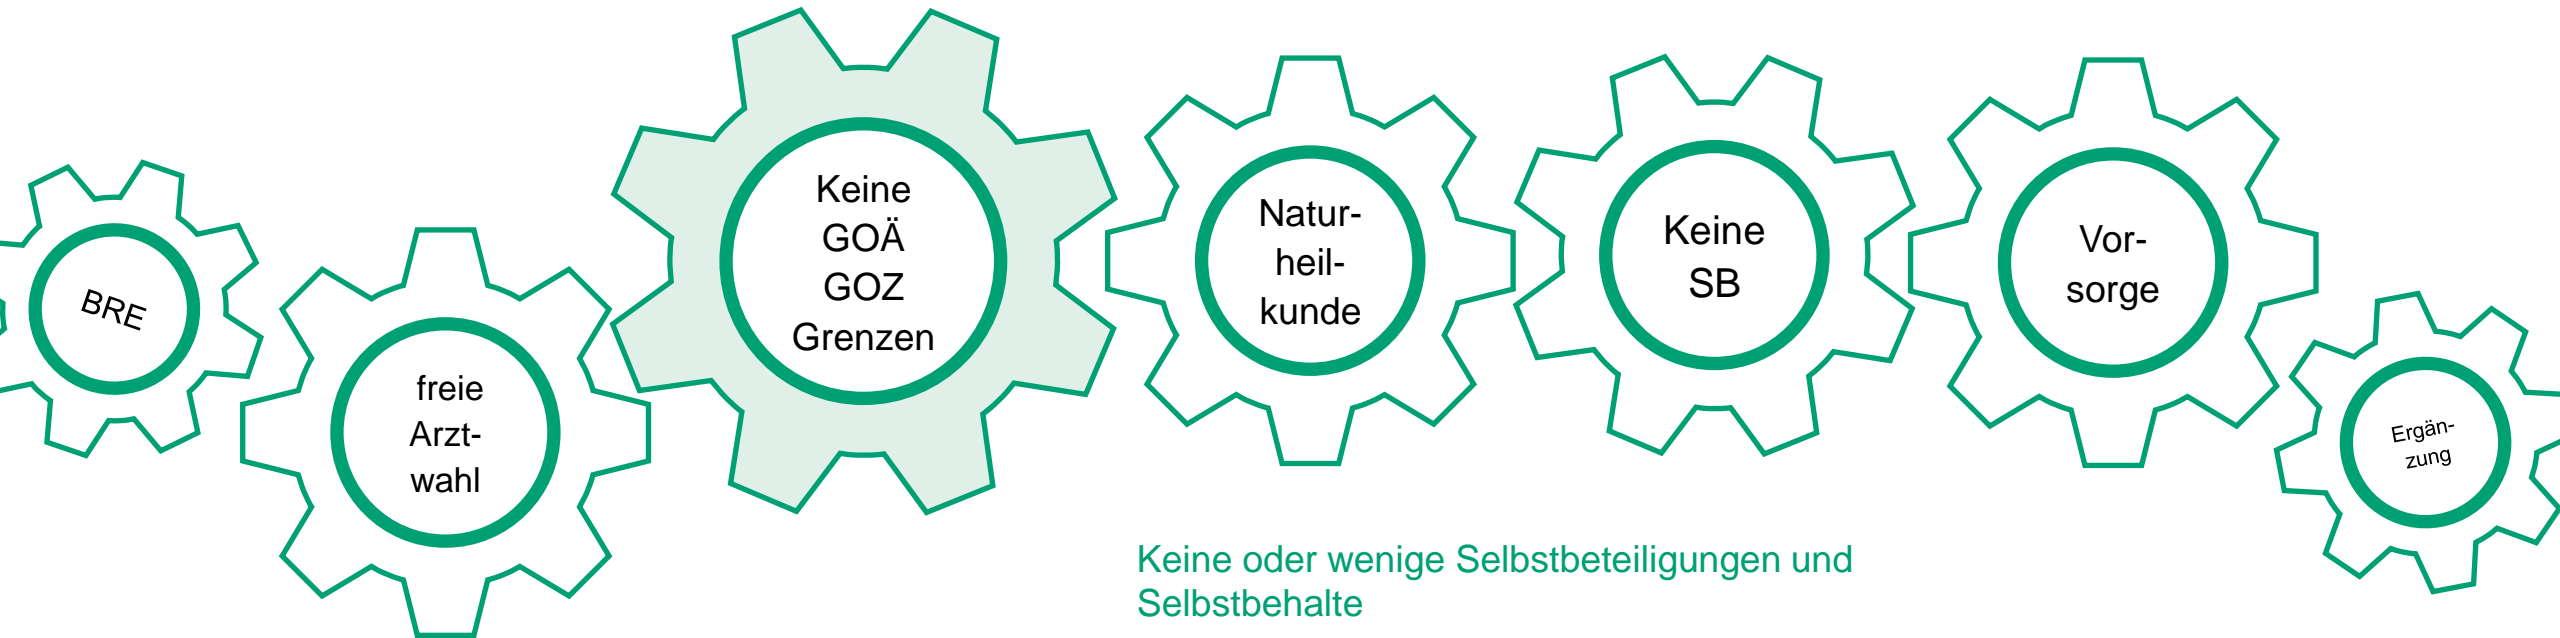 BRE
freie
Arzt-
wahl
Keine
GOÄ
GOZ
Grenzen
Natur-
heil-
kunde
Keine
SB
Vor-
sorge
Ergän-
zung
Keine oder wenige Selbstbeteiligungen und
Selbstbehalte